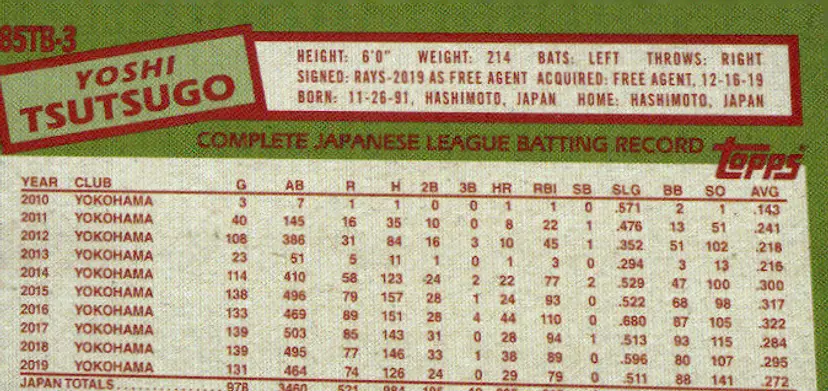 85TB-3
YOSHI
TSUTSUGO
HEIGHT: 6'0" WEIGHT: 214 BATS: LEFT THROWS: RIGHT
SIGNED: RAYS-2019 AS FREE AGENT ACQUIRED: FREE AGENT, 12-16-19
BORN: 11-26-91, HASHIMOTO, JAPAN HOME: HASHIMOTO, JAPAN
COMPLETE JAPANESE LEAGUE BATTING RECORD topps
YEAR CLUB G AB R H 2B 3B HR RBI SB SLG BB SO AVG
2010 YOKOHAMA 3 7 1 1 0 0 1 1 0 .571 2 1 .143
2011 YOKOHAMA 40 145 16 35 10 0 8 22 1 .476 13 51 .241
2012 YOKOHAMA 108 386 31 84 16 3 10 45 1 .352 51 102 .218
2013 YOKOHAMA 23 51 5 11 1 0 1 3 0 .294 3 13 .216
2014 YOKOHAMA 114 410 58 123 24 2 22 77 2 .529 47 100 .300
2015 YOKOHAMA 138 496 79 157 28 1 24 93 0 .522 68 98 .317
2016 YOKOHAMA 133 469 89 151 28 4 44 110 0 .680 87 105 .322
2017 YOKOHAMA 139 503 85 143 31 0 28 94 1 .513 93 115 .284
2018 YOKOHAMA 139 495 77 146 33 1 38 89 0 .596 80 107 .295
2019 YOKOHAMA 131 464 74 126 24 0 29 79 0 .511 88 141 .272
JAPAN TOTALS 978 3460